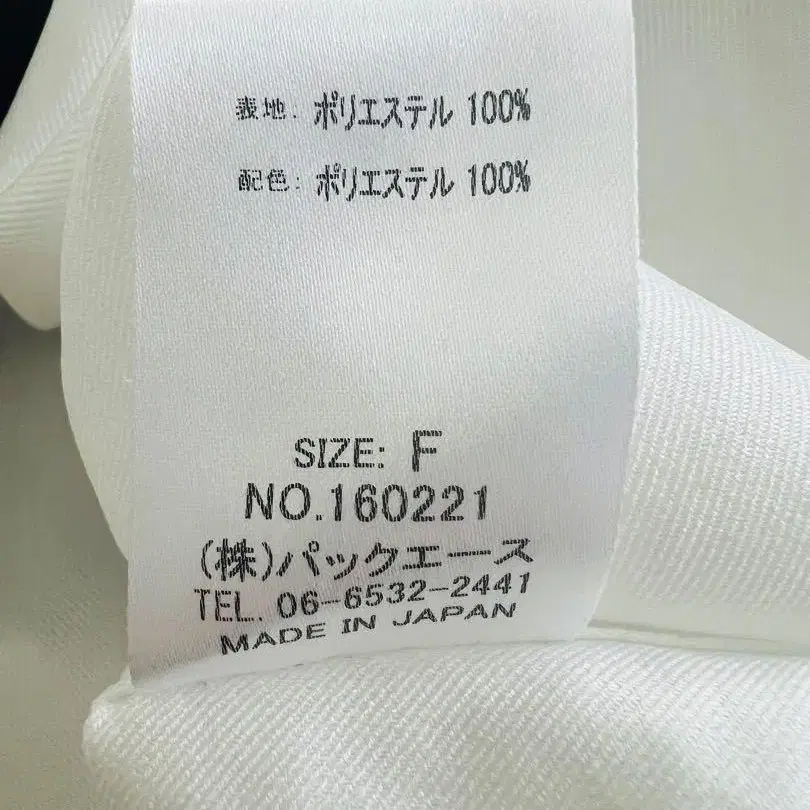 表地: ポリエステル 100%
配色: ポリエステル 100%
SIZE: F
NO.160221
(株)パックエース
TEL. 06-6532-2441
MADE IN JAPAN